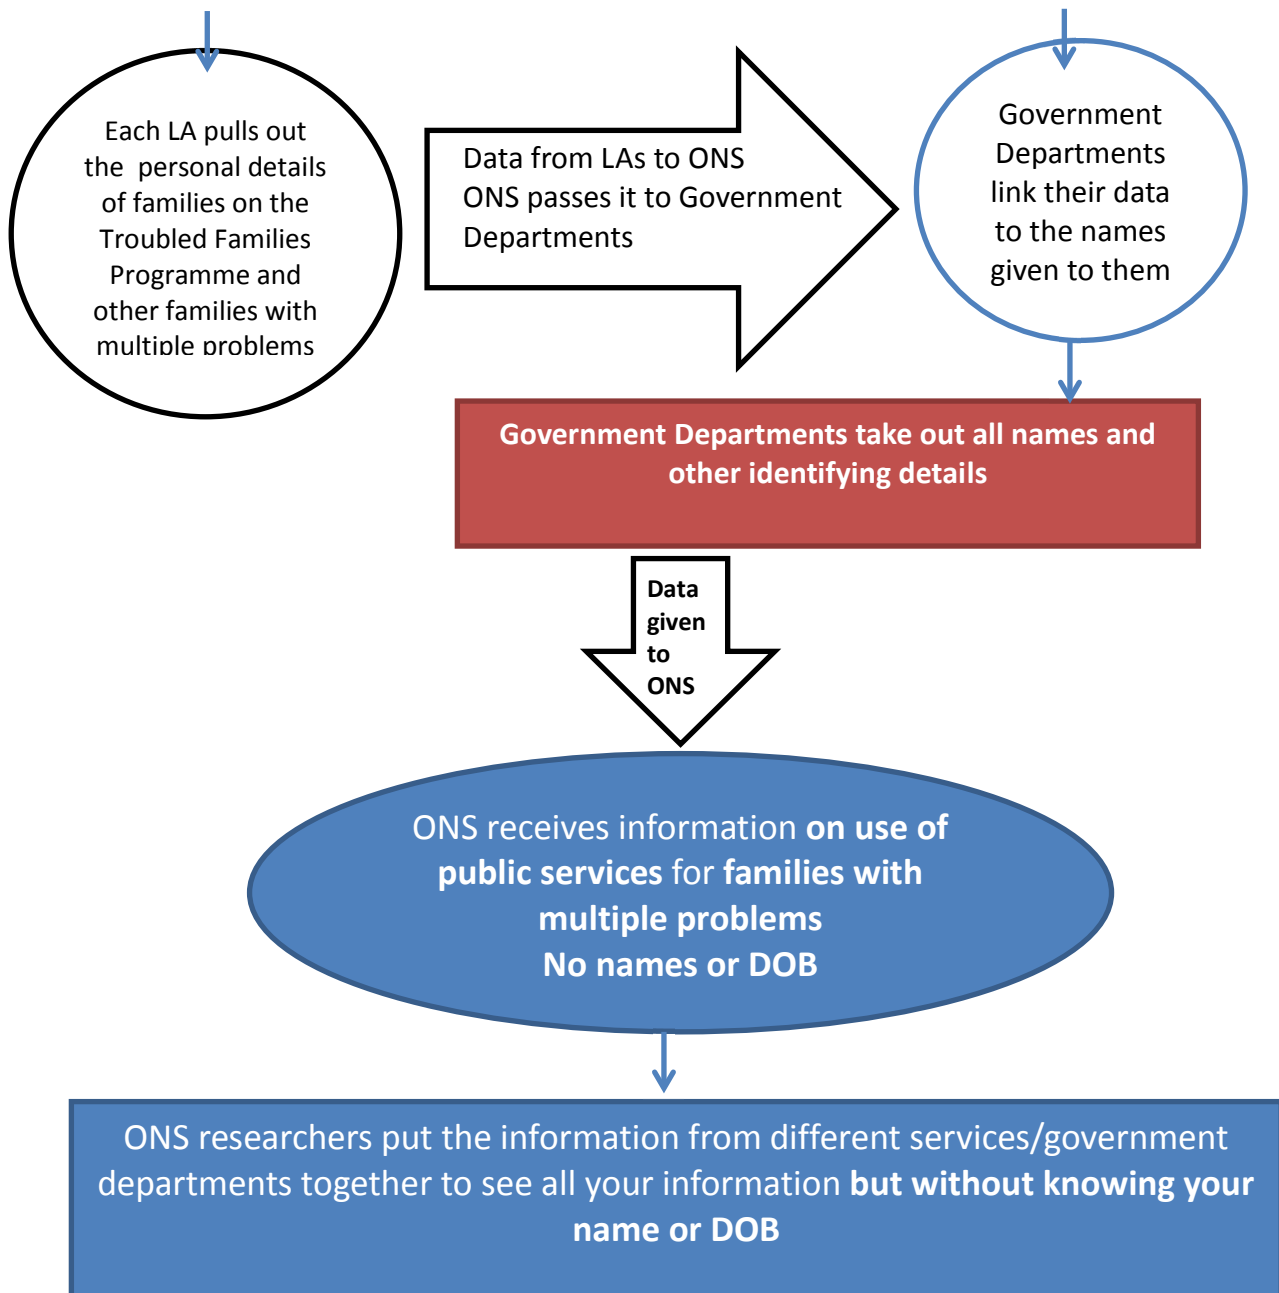 Each LA pulls out
the personal details
of families on the
Troubled Families
Programme and
other families with
multiple problems
Data from LAs to ONS
ONS passes it to Government
Departments
Government
Departments
link their data
to the names
given to them
Government Departments take out all names and
other identifying details
Data
given
to
ONS
ONS receives information on use of
public services for families with
multiple problems
No names or DOB
ONS researchers put the information from different services/government
departments together to see all your information but without knowing your
name or DOB